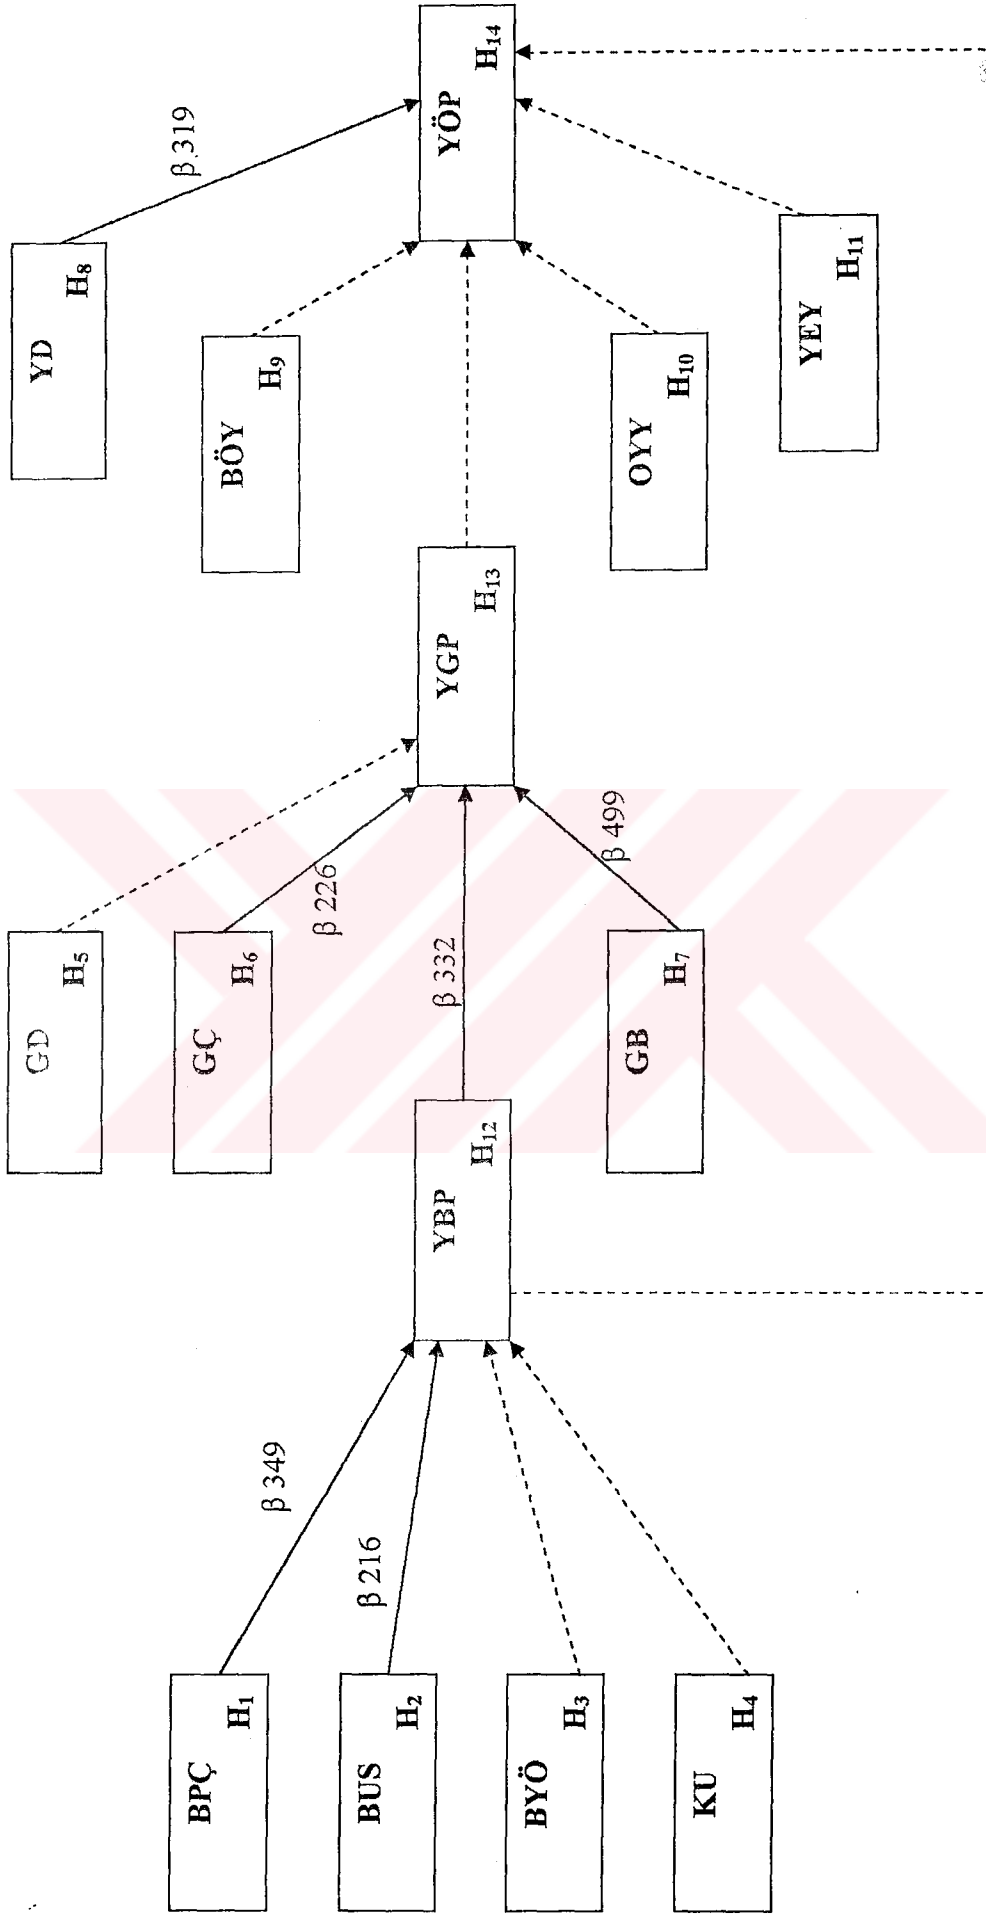 BPÇ
H1
BUS
H2
BYÖ
H3
KU
H4
β 349
β 216
YBP
H12
GD
H5
GÇ
H6
GB
H7
β 226
β 332
β 499
YGP
H13
YD
H8
BÖY
H9
OYY
H10
YEY
H11
β 319
YÖP
H14